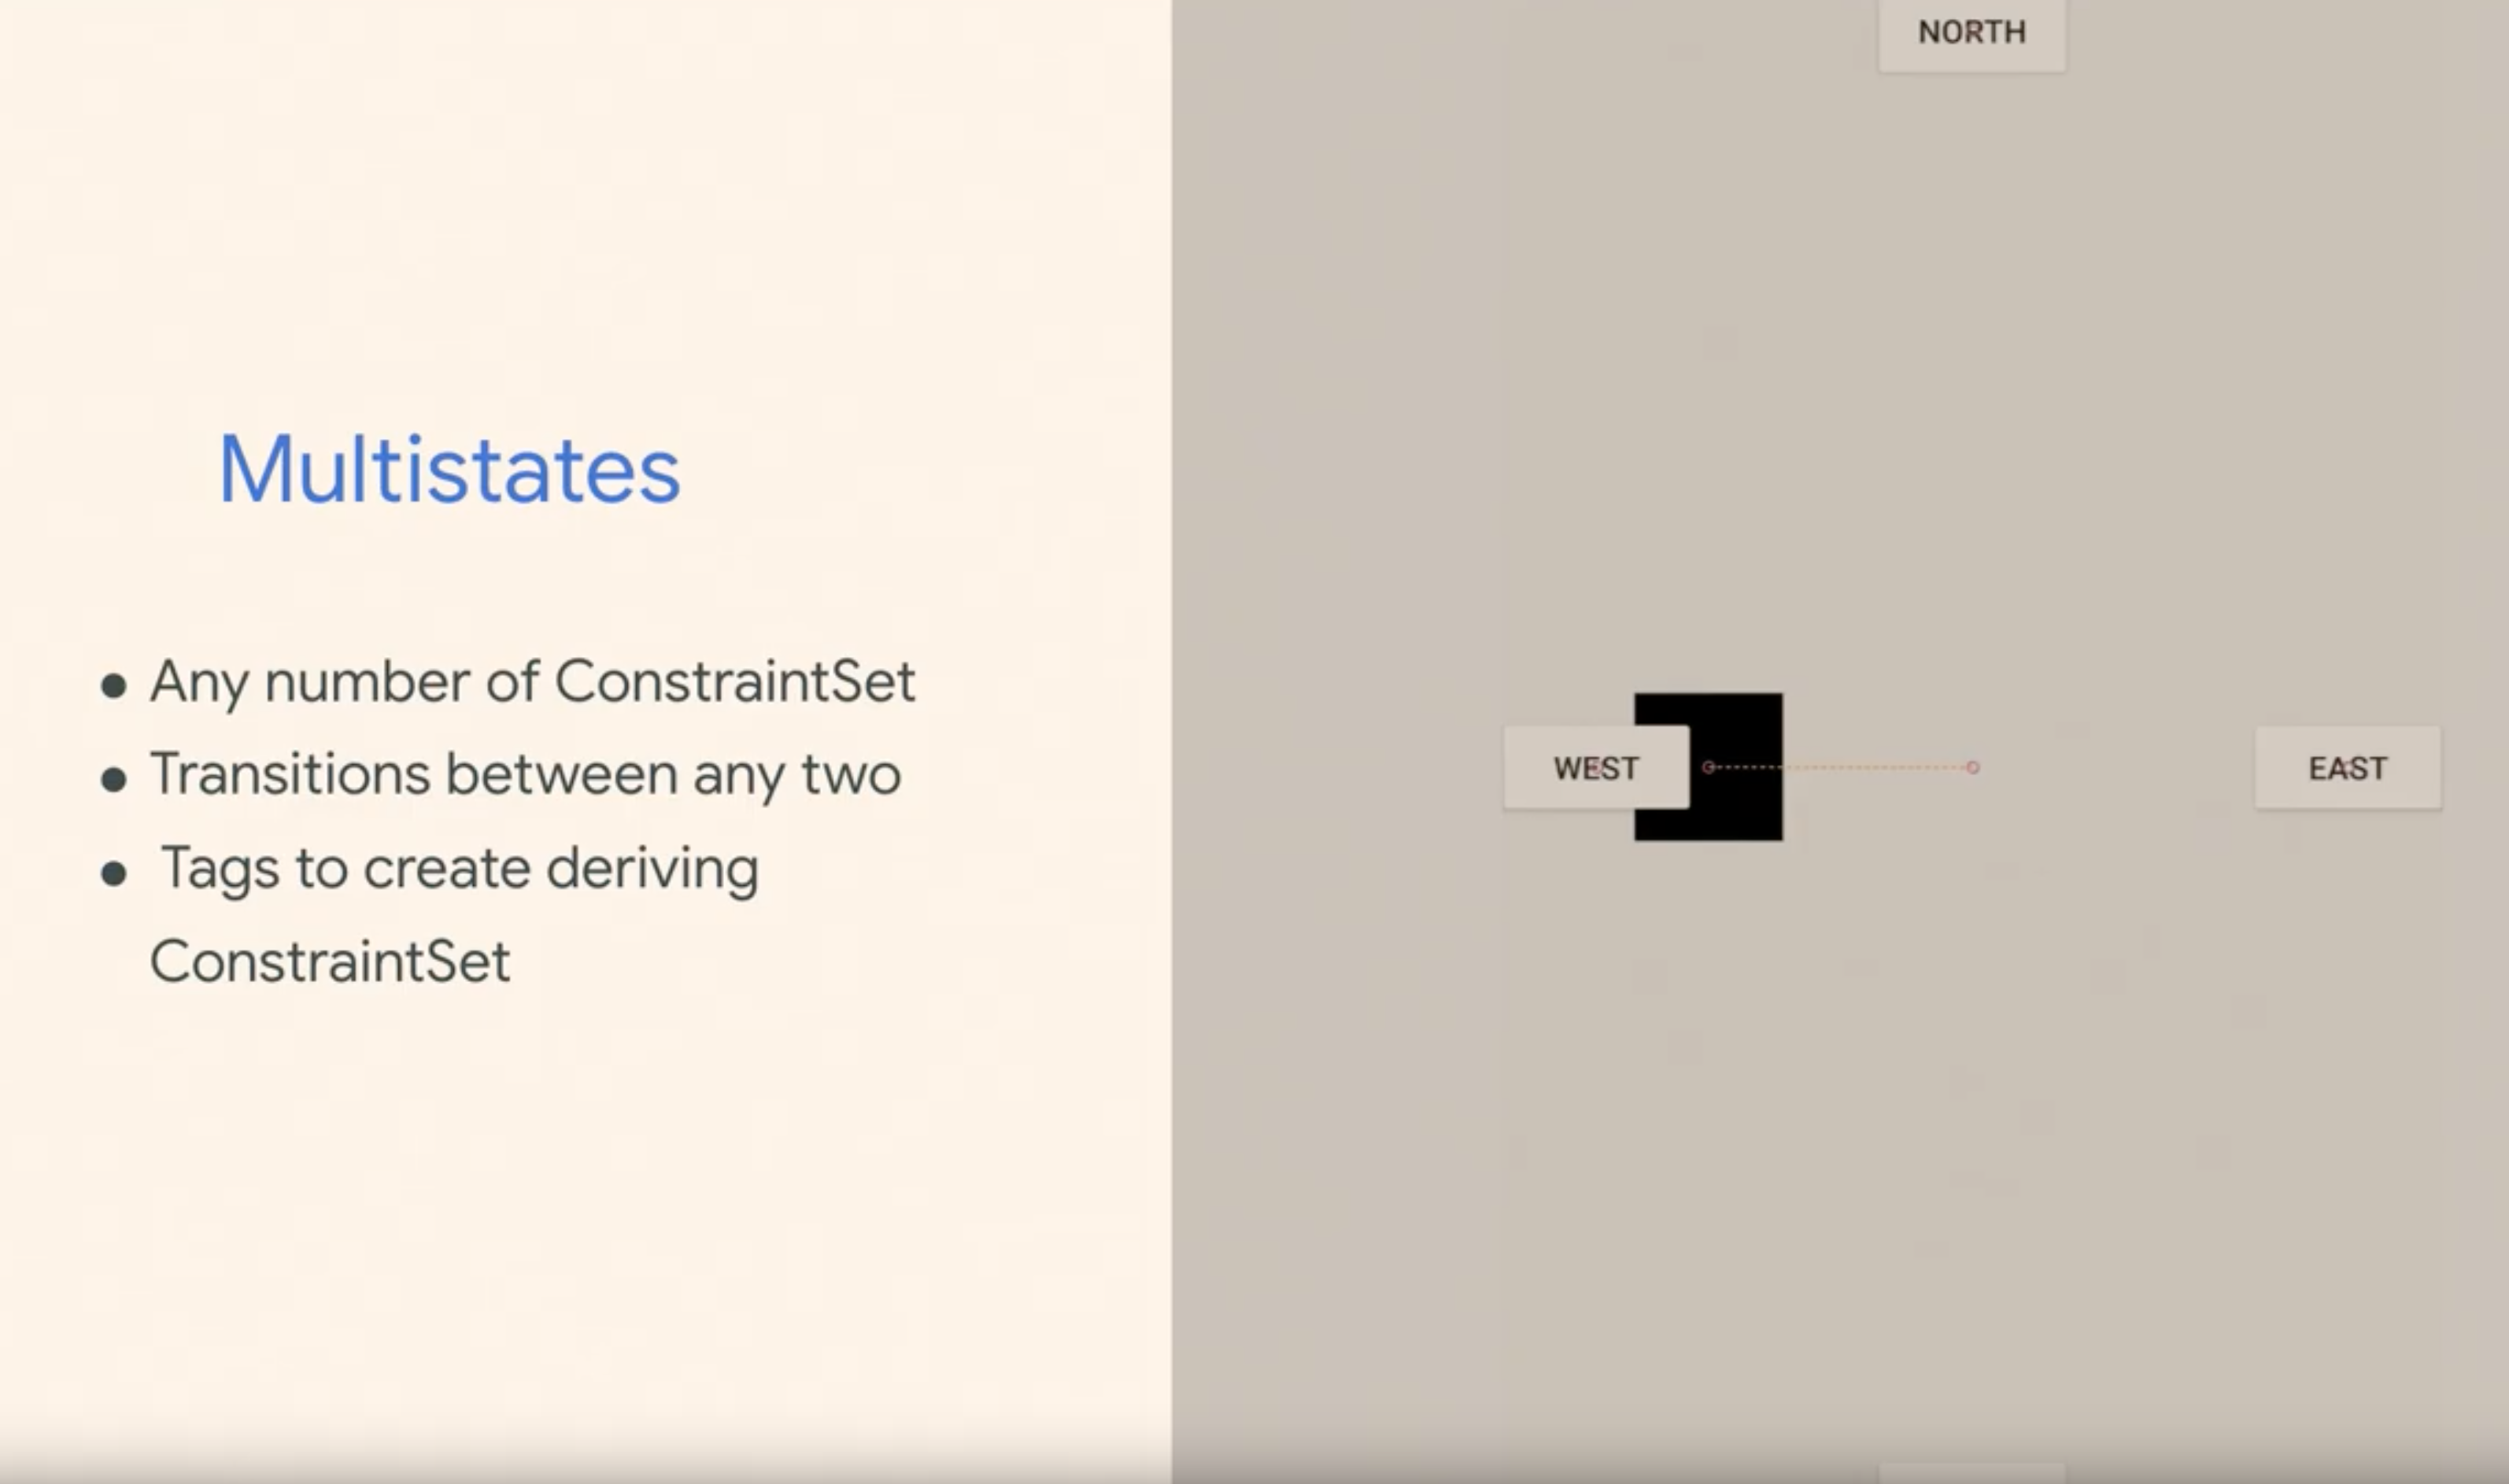 Multistates
● Any number of ConstraintSet
● Transitions between any two
● Tags to create deriving
ConstraintSet
NORTH
WEST
EAST